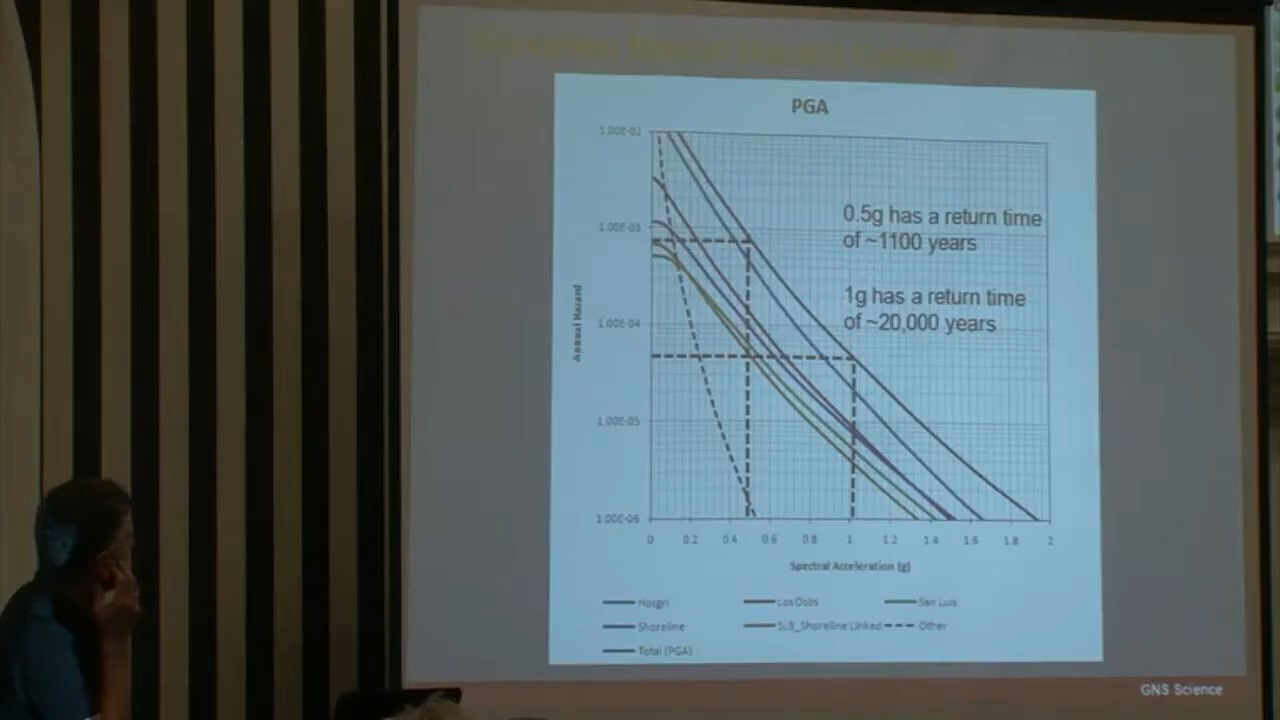 PGA
1.00E-02
1.00E-03
1.00E-04
1.00E-05
1.00E-06
Annual Hazard
0.5g has a return time
of ~1100 years
1g has a return time
of ~20,000 years
0 0.2 0.4 0.6 0.8 1 1.2 1.4 1.6 1.8 2
Spectral Acceleration (g)
Hosgri Los Osos San Luis
Shoreline SLB_Shoreline Linked Other
Total (PGA)
GNS Science